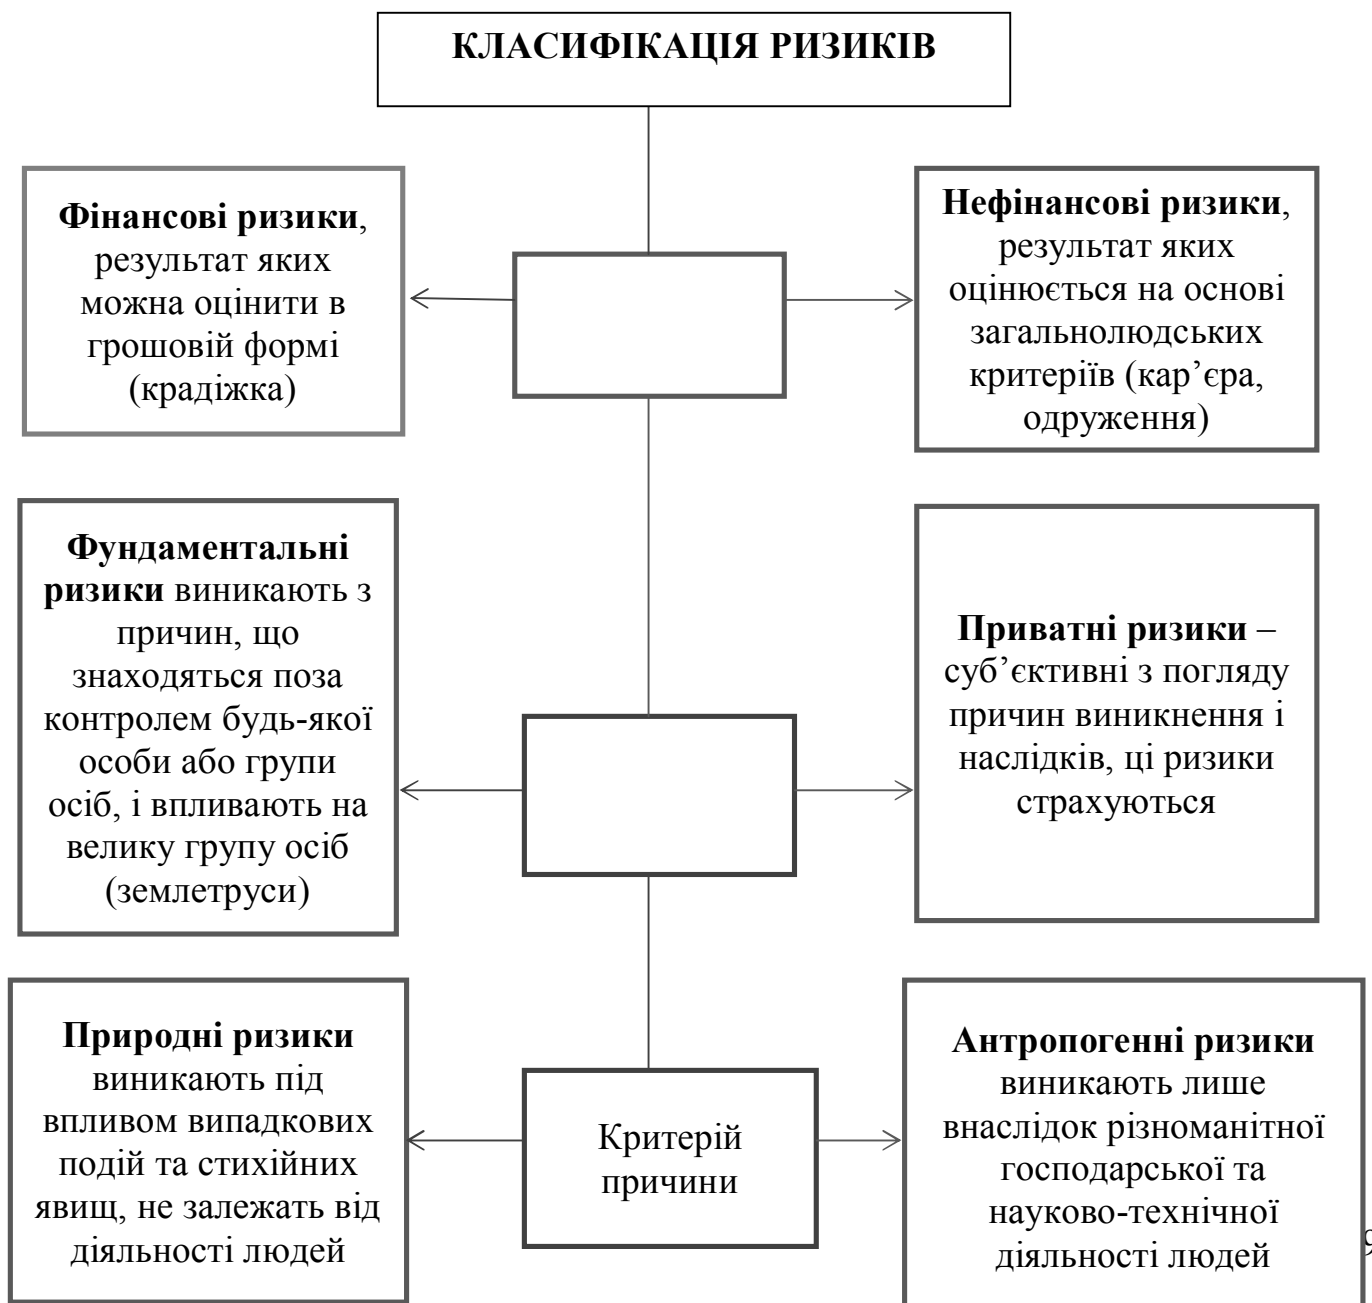 КЛАСИФІКАЦІЯ РИЗИКІВ
Фінансові ризики,
результат яких
можна оцінити в
грошовій формі
(крадіжка)
Нефінансові ризики,
результат яких
оцінюється на основі
загальнолюдських
критеріїв (кар’єра,
одруження)
Фундаментальні
ризики виникають з
причин, що
знаходяться поза
контролем будь-якої
особи або групи
осіб, і впливають на
велику групу осіб
(землетруси)
Приватні ризики –
суб’єктивні з погляду
причин виникнення і
наслідків, ці ризики
страхуються
Природні ризики
виникають під
впливом випадкових
подій та стихійних
явищ, не залежать від
діяльності людей
Критерій
причини
Антропогенні ризики
виникають лише
внаслідок різноманітної
господарської та
науково-технічної
діяльності людей
9